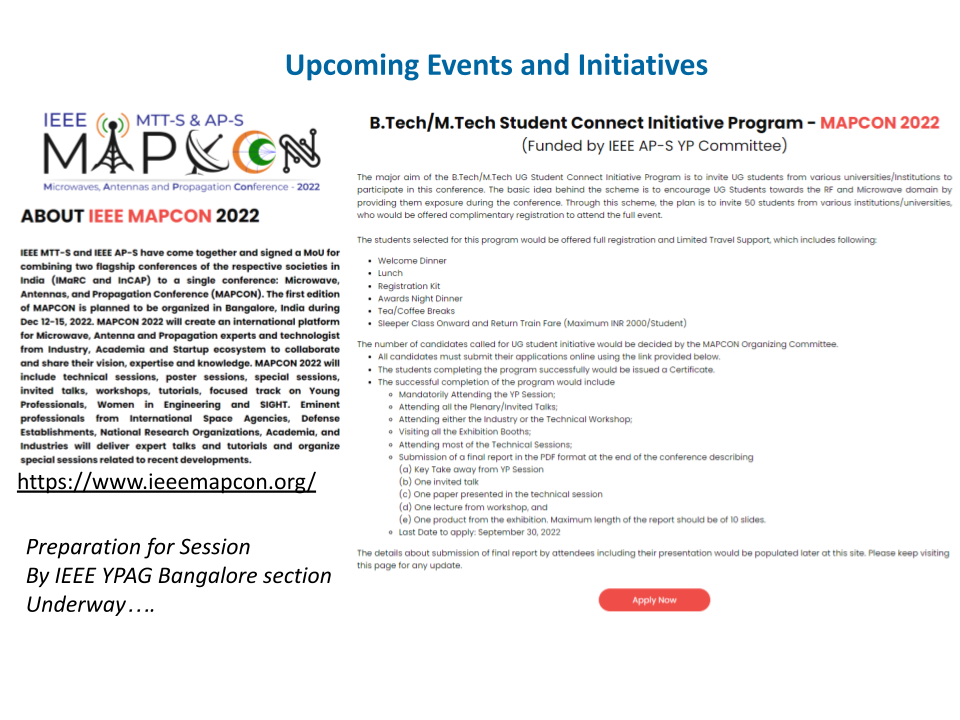 Upcoming Events and Initiatives
IEEE MTT-S & AP-S
MAPCON
Microwaves, Antennas and Propagation Conference - 2022
ABOUT IEEE MAPCON 2022
IEEE MTT-S and IEEE AP-S have come together and signed a MoU for
combining two flagship conferences of the respective societies in
India (IMaRC and InCAP) to a single conference: Microwave,
Antennas, and Propagation Conference (MAPCON). The first edition
of MAPCON is planned to be organized in Bangalore, India during
Dec 12-15, 2022. MAPCON 2022 will create an international platform
for Microwave, Antenna and Propagation experts and technologist
from Industry, Academia and Startup ecosystem to collaborate
and share their vision, expertise and knowledge. MAPCON 2022 will
include technical sessions, poster sessions, special sessions,
invited talks, workshops, tutorials, focused track on Young
Professionals, Women in Engineering and SIGHT. Eminent
professionals from International Space Agencies, Defense
Establishments, National Research Organizations, Academia, and
Industries will deliver expert talks and tutorials and organize
special sessions related to recent developments.
https://www.ieeemapcon.org/
Preparation for Session
By IEEE YPAG Bangalore section
Underway….
B.Tech/M.Tech Student Connect Initiative Program - MAPCON 2022
(Funded by IEEE AP-S YP Committee)
The major aim of the B.Tech/M.Tech UG Student Connect Initiative Program is to invite UG students from various universities/Institutions to
participate in this conference. The basic idea behind the scheme is to encourage UG Students towards the RF and Microwave domain by
providing them exposure during the conference. Through this scheme, the plan is to invite 50 students from various institutions/universities,
who would be offered complimentary registration to attend the full event.
The students selected for this program would be offered full registration and Limited Travel Support, which includes following:
• Welcome Dinner
• Lunch
• Registration Kit
• Awards Night Dinner
• Tea/Coffee Breaks
• Sleeper Class Onward and Return Train Fare (Maximum INR 2000/Student)
The number of candidates called for UG student initiative would be decided by the MAPCON Organizing Committee.
• All candidates must submit their applications online using the link provided below.
• The students completing the program successfully would be issued a Certificate.
• The successful completion of the program would include
◦ Mandatorily Attending the YP Session;
◦ Attending all the Plenary/Invited Talks;
◦ Attending either the Industry or the Technical Workshop;
◦ Visiting all the Exhibition Booths;
◦ Attending most of the Technical Sessions;
◦ Submission of a final report in the PDF format at the end of the conference describing
(a) Key Take away from YP Session
(b) One invited talk
(c) One paper presented in the technical session
(d) One lecture from workshop, and
(e) One product from the exhibition. Maximum length of the report should be of 10 slides.
◦ Last Date to apply: September 30, 2022
The details about submission of final report by attendees including their presentation would be populated later at this site. Please keep visiting
this page for any update.
Apply Now